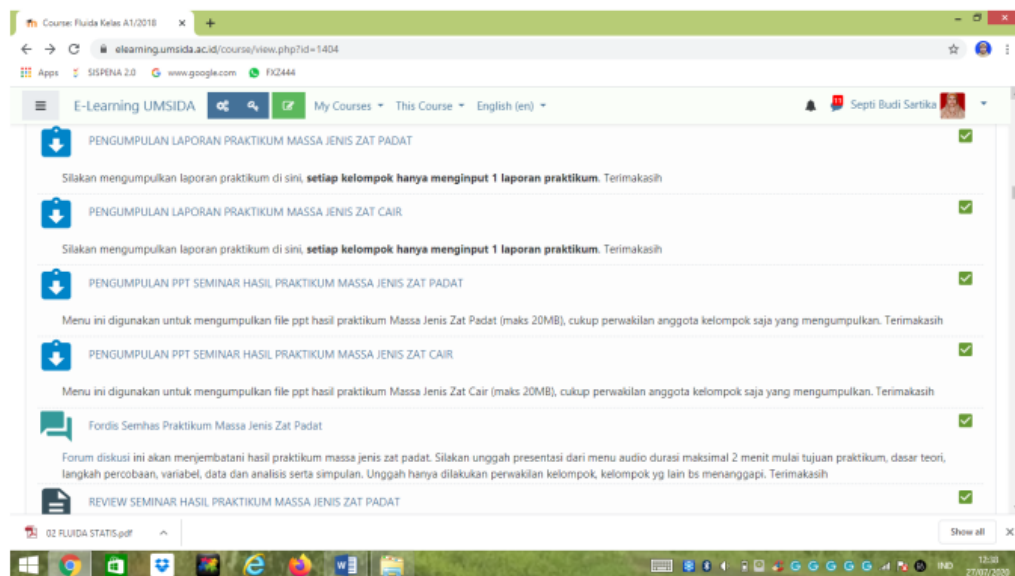 Course: Fluida Kelas A1/2018
elearning.umsida.ac.id/course/view.php?id=1404
Apps SISPENA 2.0 www.google.com FXZ444
E-Learning UMSIDA My Courses This Course English (en) 11 Septi Budi Sartika
PENGUMPULAN LAPORAN PRAKTIKUM MASSA JENIS ZAT PADAT
Silakan mengumpulkan laporan praktikum di sini, setiap kelompok hanya menginput 1 laporan praktikum. Terimakasih
PENGUMPULAN LAPORAN PRAKTIKUM MASSA JENIS ZAT CAIR
Silakan mengumpulkan laporan praktikum di sini, setiap kelompok hanya menginput 1 laporan praktikum. Terimakasih
PENGUMPULAN PPT SEMINAR HASIL PRAKTIKUM MASSA JENIS ZAT PADAT
Menu ini digunakan untuk mengumpulkan file ppt hasil praktikum Massa Jenis Zat Padat (maks 20MB), cukup perwakilan anggota kelompok saja yang mengumpulkan. Terimakasih
PENGUMPULAN PPT SEMINAR HASIL PRAKTIKUM MASSA JENIS ZAT CAIR
Menu ini digunakan untuk mengumpulkan file ppt hasil praktikum Massa Jenis Zat Cair (maks 20MB), cukup perwakilan anggota kelompok saja yang mengumpulkan. Terimakasih
Fordis Semhas Praktikum Massa Jenis Zat Padat
Forum diskusi ini akan menjembatani hasil praktikum massa jenis zat padat. Silakan unggah presentasi dari menu audio durasi maksimal 2 menit mulai tujuan praktikum, dasar teori,
langkah percobaan, variabel, data dan analisis serta simpulan. Unggah hanya dilakukan perwakilan kelompok, kelompok yg lain bs menanggapi. Terimakasih
REVIEW SEMINAR HASIL PRAKTIKUM MASSA JENIS ZAT PADAT
02 FLUIDA STATIS.pdf Show all
IND 12:38
27/07/2020